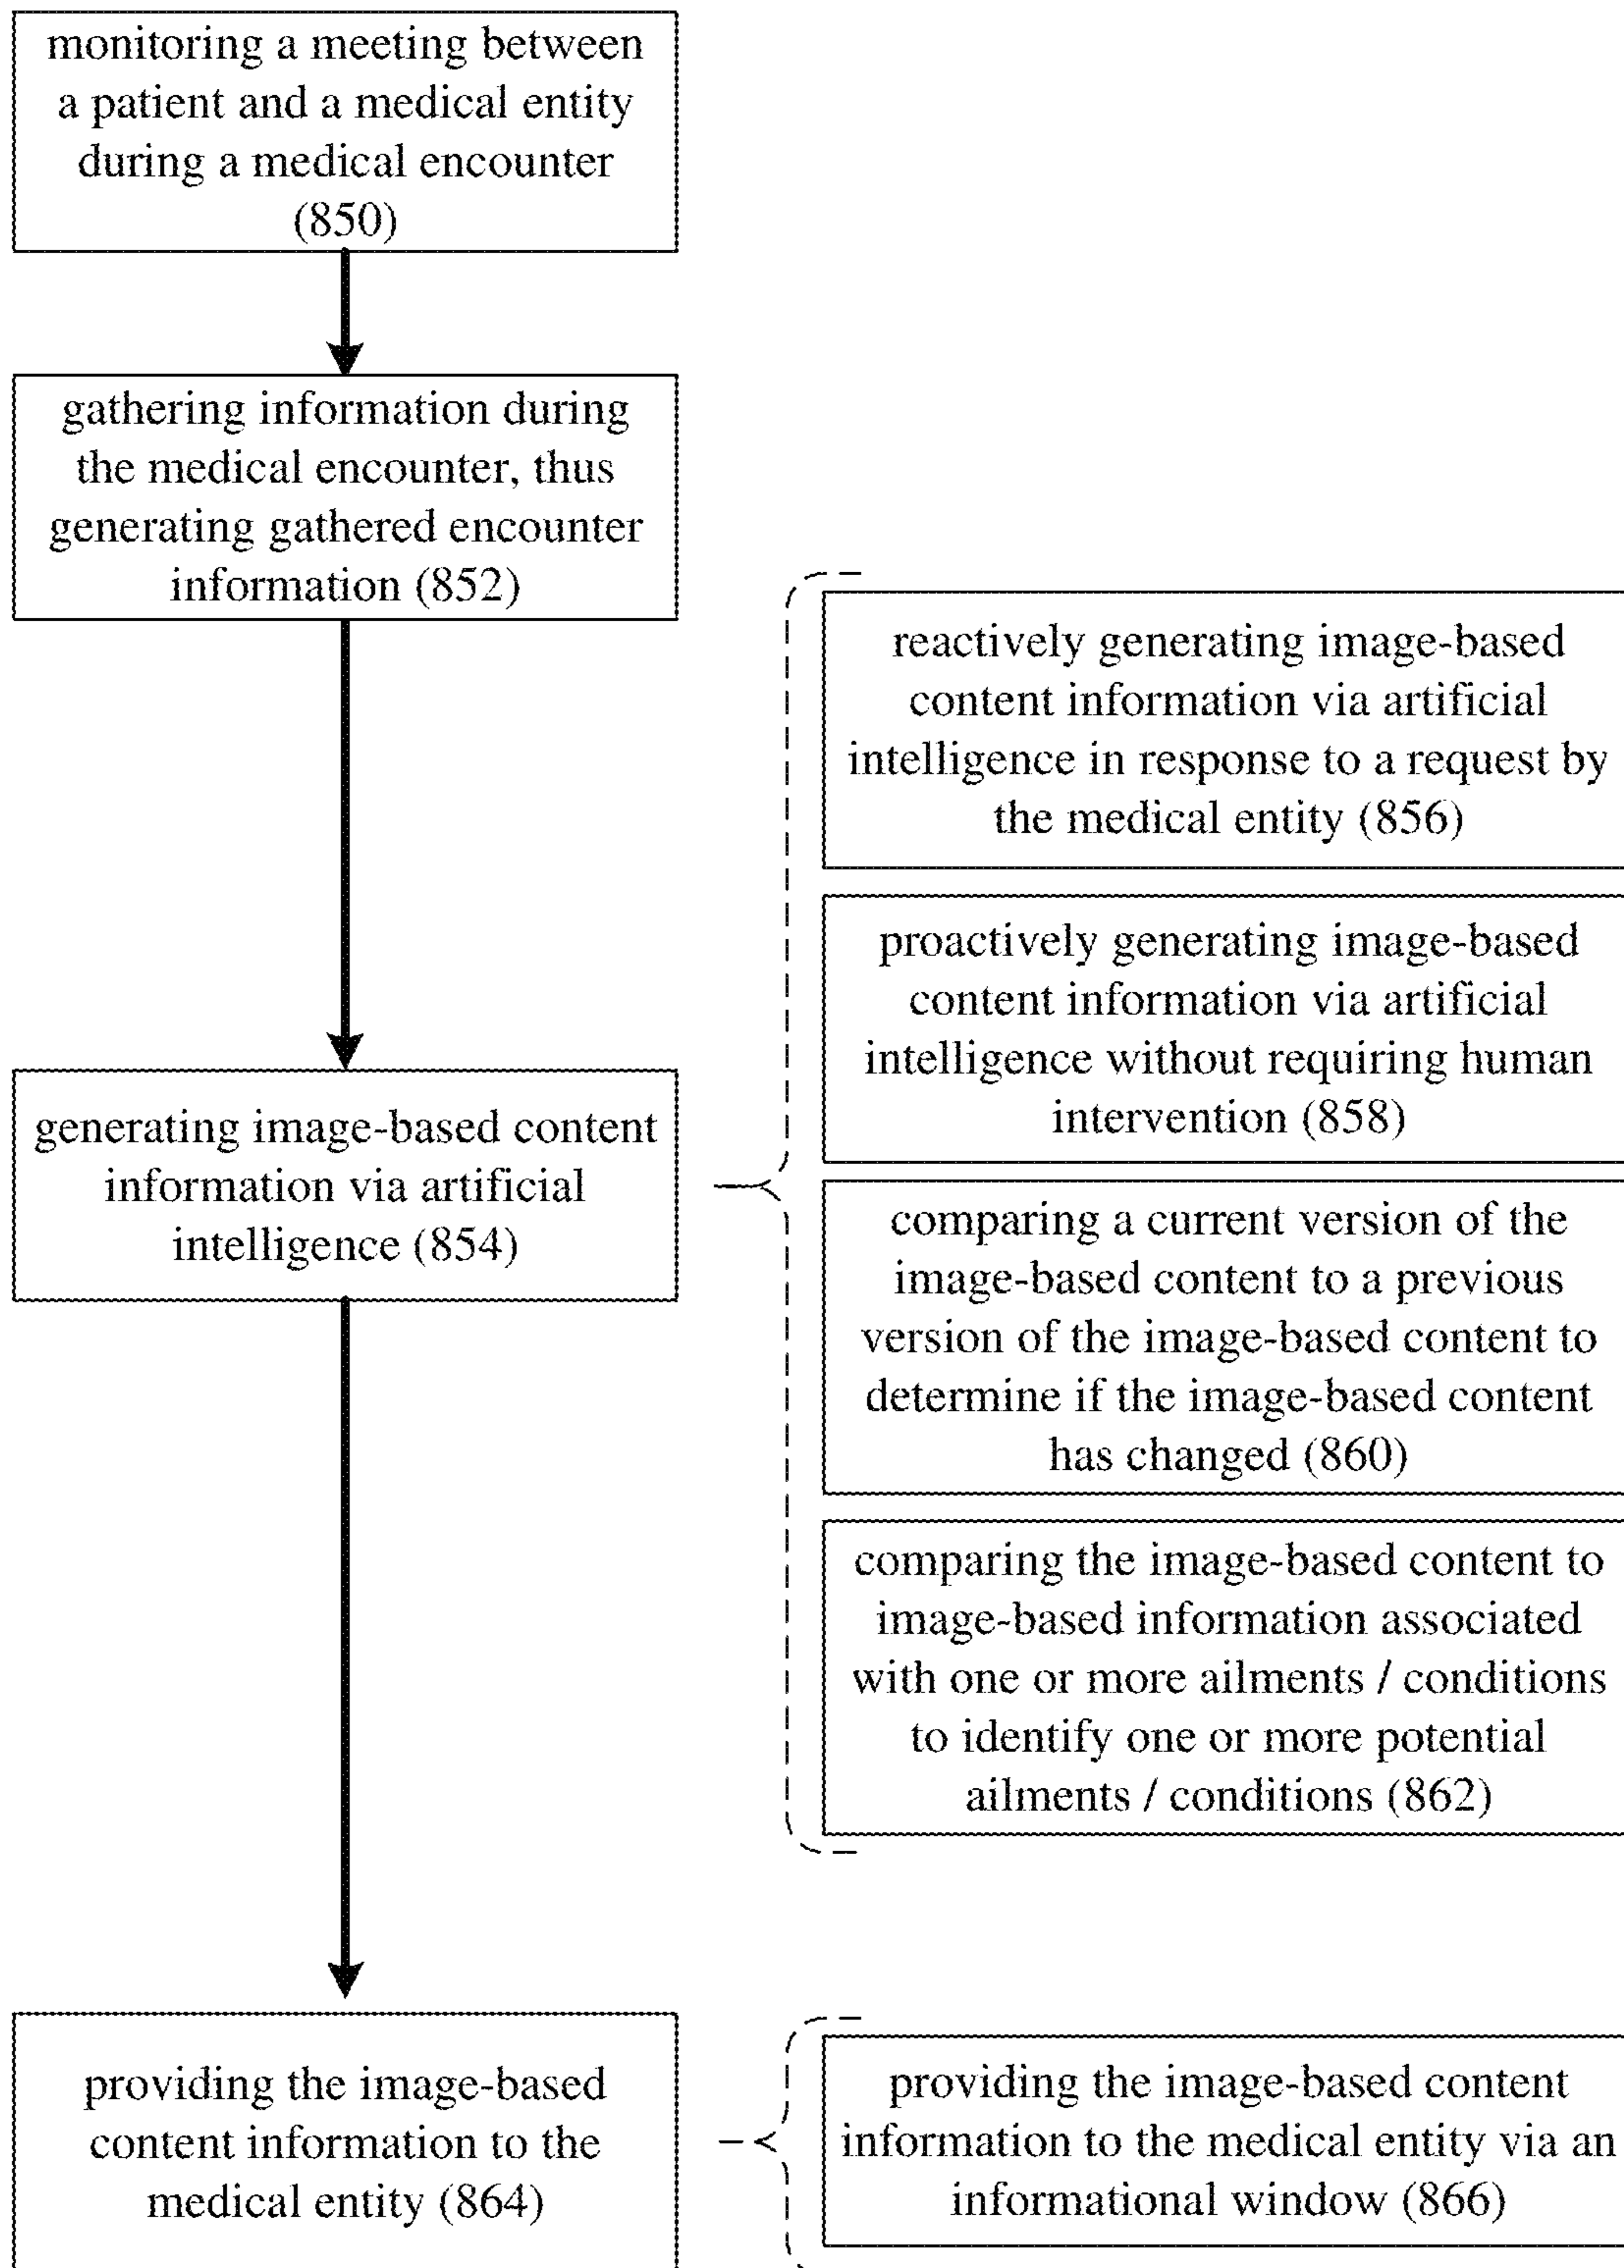 monitoring a meeting between
a patient and a medical entity
during a medical encounter
(850)
gathering information during
the medical encounter, thus
generating gathered encounter
information (852)
generating image-based content
information via artificial
intelligence (854)
reactively generating image-based
content information via artificial
intelligence in response to a request by
the medical entity (856)
proactively generating image-based
content information via artificial
intelligence without requiring human
intervention (858)
comparing a current version of the
image-based content to a previous
version of the image-based content to
determine if the image-based content
has changed (860)
comparing the image-based content to
image-based information associated
with one or more ailments / conditions
to identify one or more potential
ailments / conditions (862)
providing the image-based
content information to the
medical entity (864)
providing the image-based content
information to the medical entity via an
informational window (866)